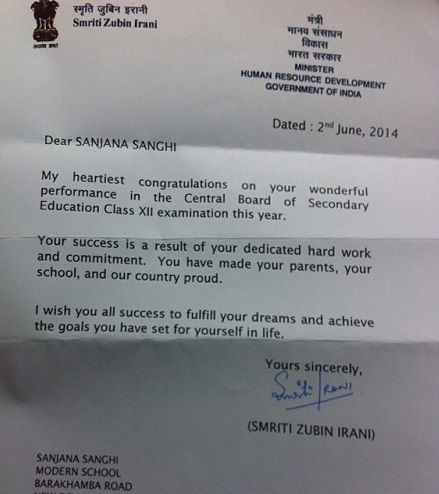 स्मृति जुबिन इरानी
Smriti Zubin Irani
मंत्री
मानव संसाधन
विकास
भारत सरकार
MINISTER
HUMAN RESOURCE DEVELOPMENT
GOVERNMENT OF INDIA
Dated : 2nd June, 2014
Dear SANJANA SANGHI
My heartiest congratulations on your wonderful
performance in the Central Board of Secondary
Education Class XII examination this year.
Your success is a result of your dedicated hard work
and commitment. You have made your parents, your
school, and our country proud.
I wish you all success to fulfill your dreams and achieve
the goals you have set for yourself in life.
Yours sincerely,
Smriti IRANI
(SMRITI ZUBIN IRANI)
SANJANA SANGHI
MODERN SCHOOL
BARAKHAMBA ROAD